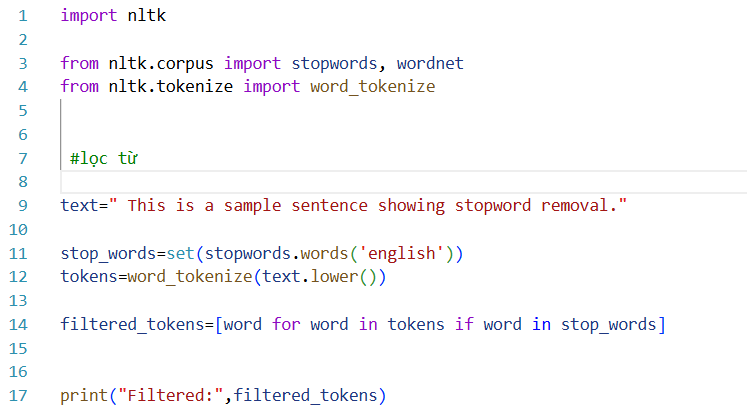 1 import nltk
2
3 from nltk.corpus import stopwords, wordnet
4 from nltk.tokenize import word_tokenize
5
6
7 #lọc từ
8
9 text=" This is a sample sentence showing stopword removal."
10
11 stop_words=set(stopwords.words('english'))
12 tokens=word_tokenize(text.lower())
13
14 filtered_tokens=[word for word in tokens if word in stop_words]
15
16
17 print("Filtered:",filtered_tokens)